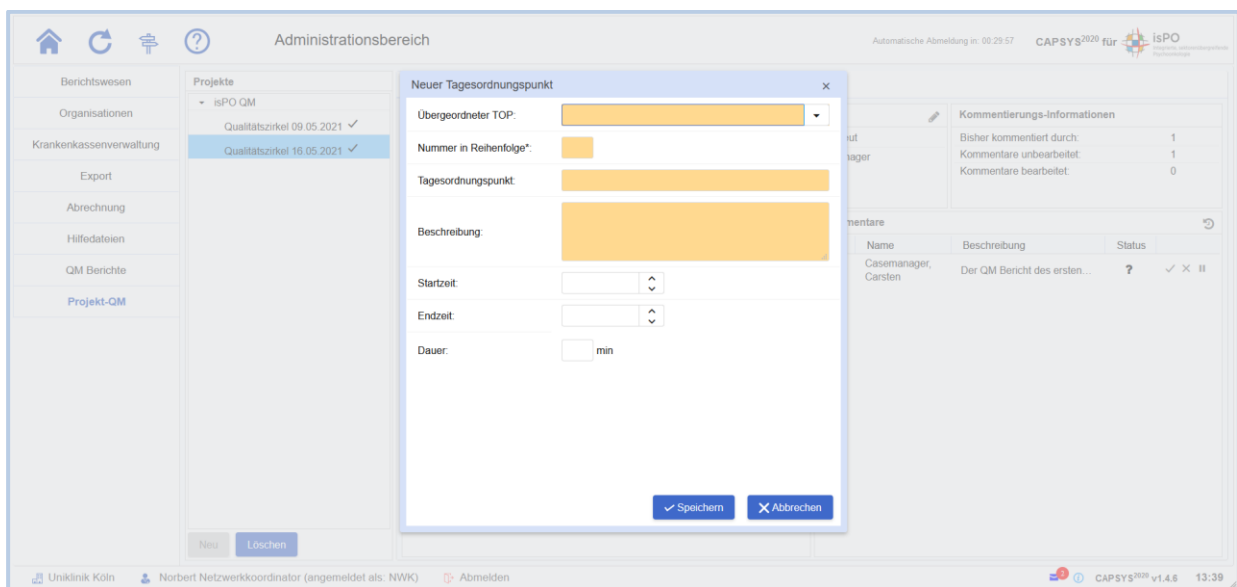 Administrationsbereich
Automatische Abmeldung in: 00:29:57
CAPSYS2020 für isPO
Berichtswesen
Organisationen
Krankenkassenverwaltung
Export
Abrechnung
Hilfedateien
QM Berichte
Projekt-QM
Projekte
isPO QM
Qualitätszirkel 09.05.2021
Qualitätszirkel 16.05.2021
Neu
Löschen
Neuer Tagesordnungspunkt
Übergeordneter TOP:
Nummer in Reihenfolge*:
Tagesordnungspunkt:
Beschreibung:
Startzeit:
Endzeit:
Dauer: min
Speichern Abbrechen
Kommentierungs-Informationen
Bisher kommentiert durch: 1
Kommentare unbearbeitet: 1
Kommentare bearbeitet: 0
mentare
Name Beschreibung Status
Casemanager,
Carsten
Der QM Bericht des ersten... ?
Uniklinik Köln Norbert Netzwerkkoordinator (angemeldet als: NWK) Abmelden
CAPSYS2020 v1.4.6 13:39